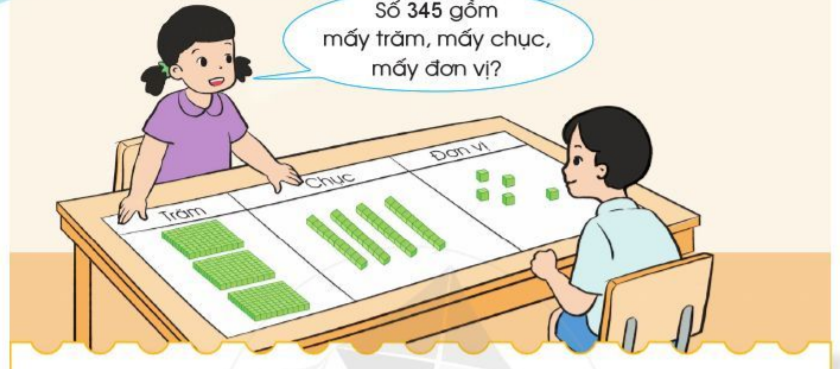 Số 345 gồm
mấy trăm, mấy chục,
mấy đơn vị?
Trăm
Chục
Đơn vị